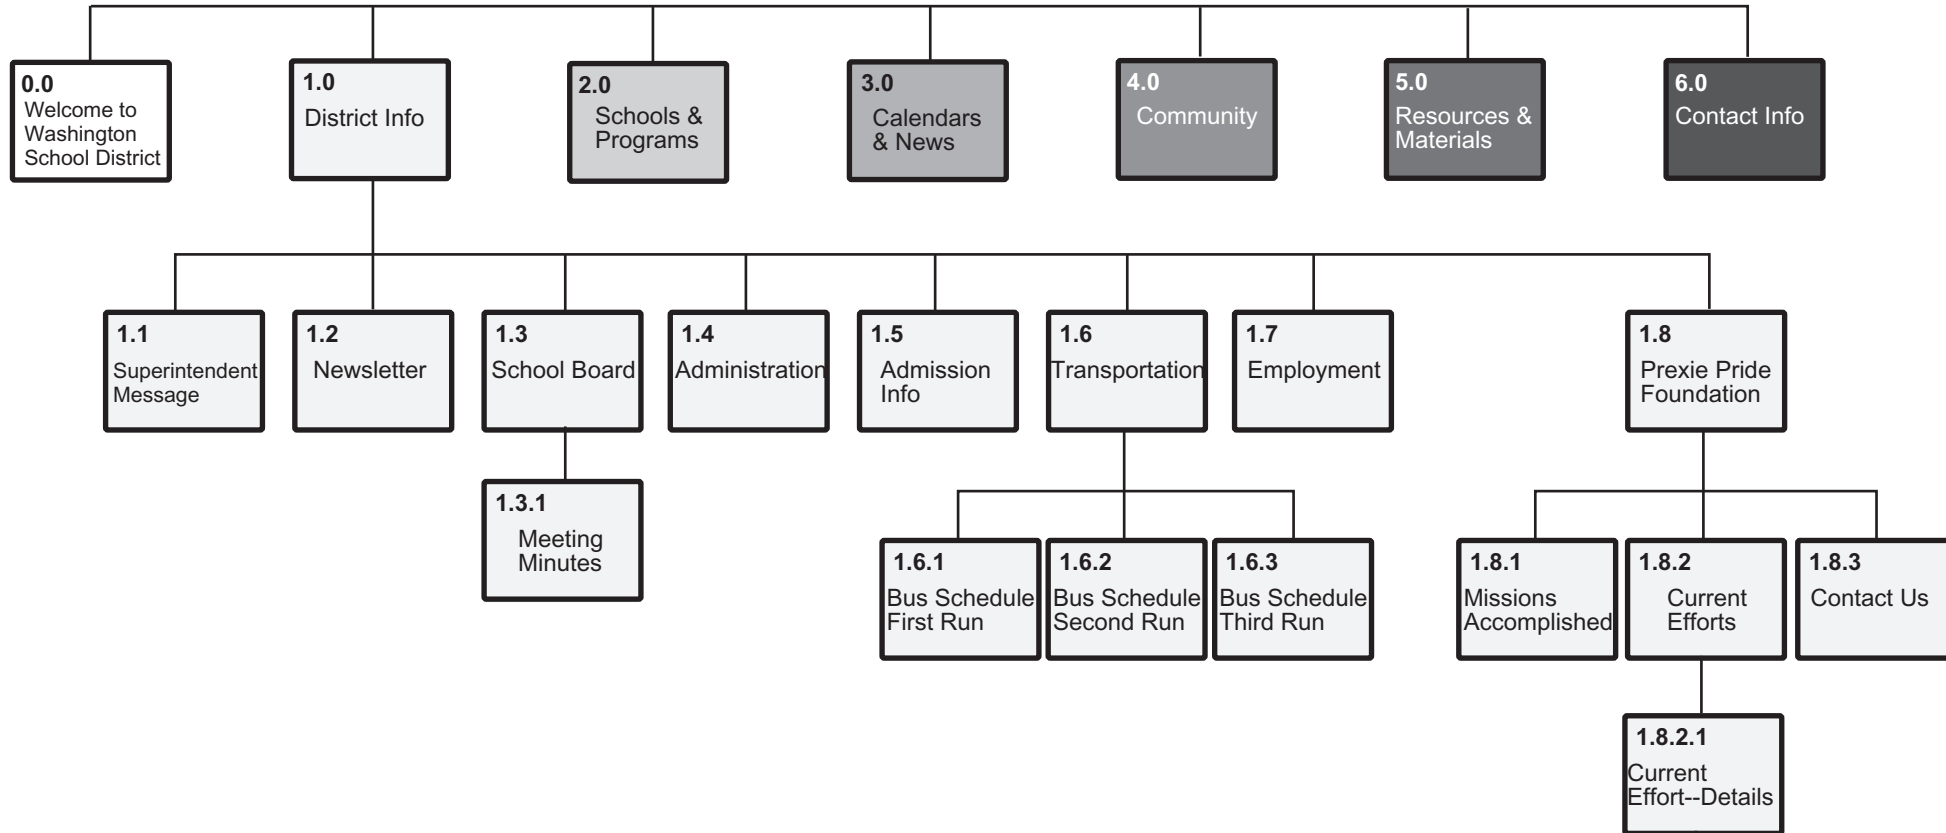 0.0
Welcome to
Washington
School District
1.0
District Info
2.0
Schools &
Programs
3.0
Calendars
& News
4.0
Community
5.0
Resources &
Materials
6.0
Contact Info
1.1
Superintendent
Message
1.2
Newsletter
1.3
School Board
1.4
Administration
1.5
Admission
Info
1.6
Transportation
1.7
Employment
1.8
Prexie Pride
Foundation
1.3.1
Meeting
Minutes
1.6.1
Bus Schedule
First Run
1.6.2
Bus Schedule
Second Run
1.6.3
Bus Schedule
Third Run
1.8.1
Missions
Accomplished
1.8.2
Current
Efforts
1.8.3
Contact Us
1.8.2.1
Current
Effort--Details